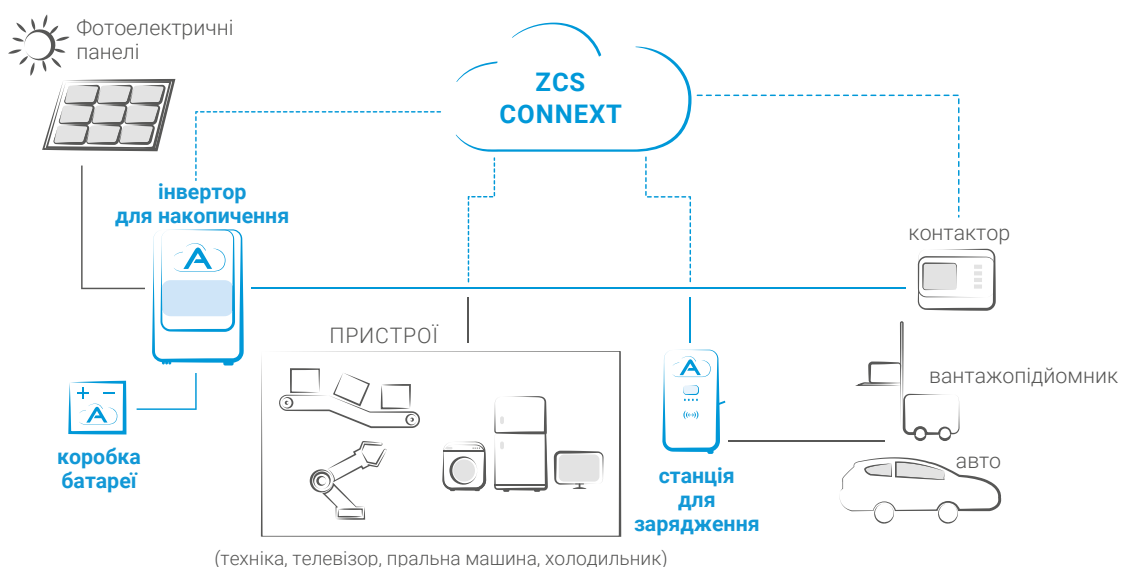 Фотоелектричні
панелі
ZCS
CONNEXT
інвертор
для накопичення
контактор
ПРИСТРОЇ
вантажопідйомник
+ −
A
A
A
коробка
батареї
станція
для
зарядження
авто
(техніка, телевізор, пральна машина, холодильник)